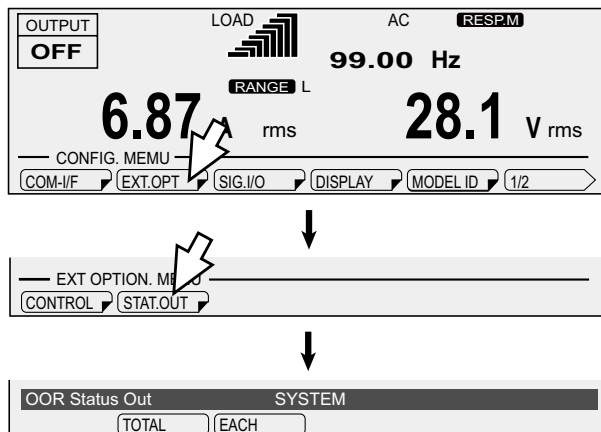 OUTPUT LOAD AC RESP.M
OFF 99.00 Hz
RANGE L
6.87 A rms 28.1 V rms
CONFIG. MEMU
COM-I/F EXT.OPT SIG.I/O DISPLAY MODEL ID 1/2
EXT OPTION. MENU
CONTROL STAT.OUT
OOR Status Out SYSTEM
TOTAL EACH